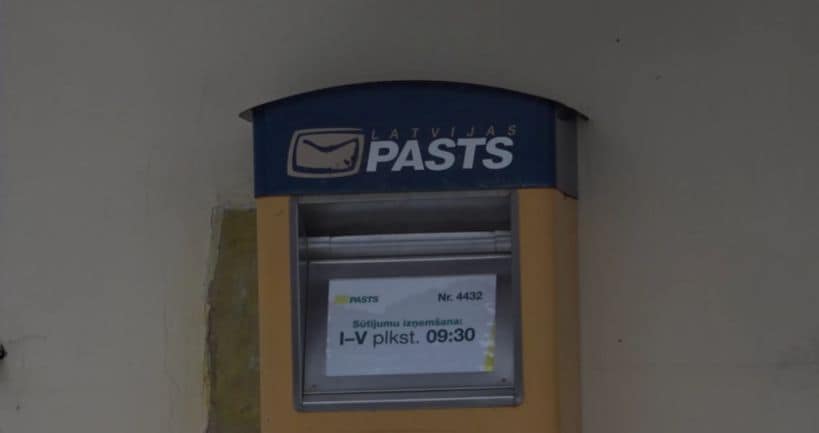 LATVIJAS
PASTS
PASTS Nr. 4432
Sūtījumu izņemšana:
I–V plkst. 09:30